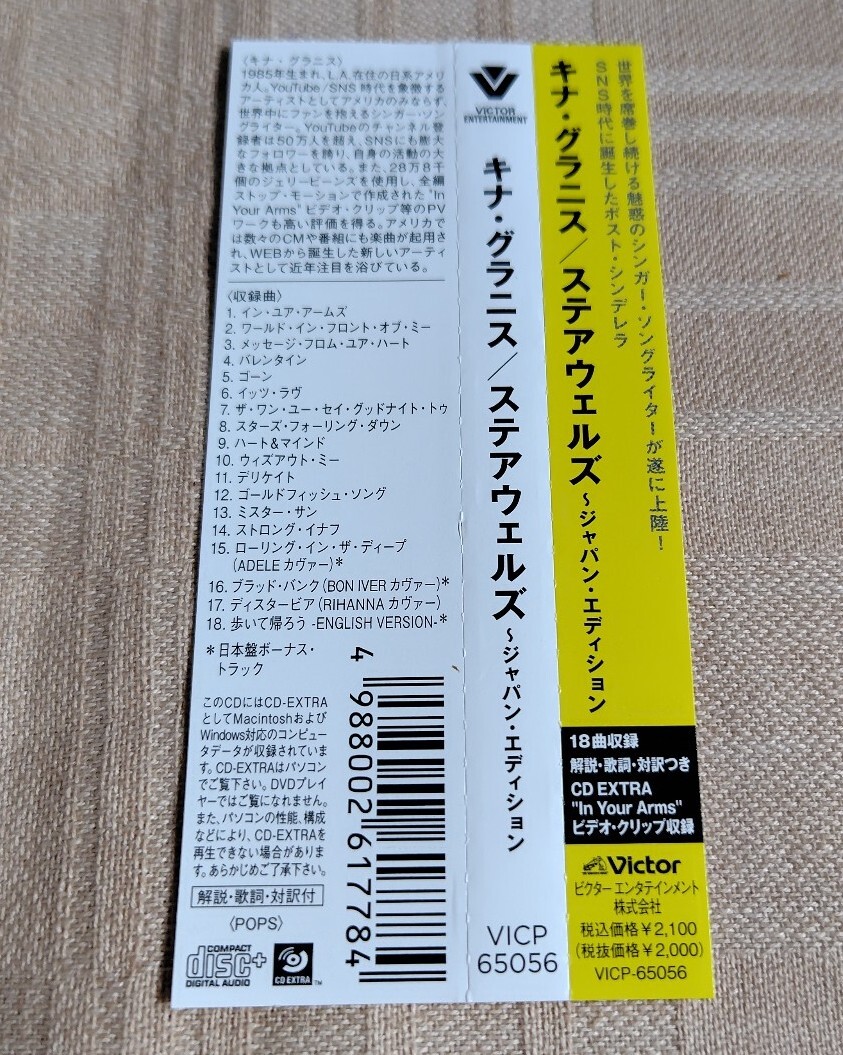 〈キナ・グラニス〉
1985年生まれ、L.A.在住の日系アメリ
カ人。YouTube/SNS 時代を象徴する
アーティストとしてアメリカのみならず、
世界中にファンを抱えるシンガー・ソン
グライター。YouTubeのチャンネル登
録者は50万人を超え、SNSにも膨大
なフォロワーを誇り、自身の活動の大
きな拠点としている。また、28万8千
個のジェリービーンズを使用し、全編
ストップ・モーションで作成された "In
Your Arms" ビデオ・クリップ等のPV
ワークも高い評価を得る。アメリカで
は数々のCMや番組にも楽曲が起用さ
れ、WEBから誕生した新しいアーティ
ストとして近年注目を浴びている。
〈収録曲〉
1. イン・ユア・アームズ
2. ワールド・イン・フロント・オブ・ミー
3. メッセージ・フロム・ユア・ハート
4. バレンタイン
5. ゴーン
6. イッツ・ラヴ
7. ザ・ワン・ユー・セイ・グッドナイト・トゥ
8. スターズ・フォーリング・ダウン
9. ハート&マインド
10. ウィズアウト・ミー
11. デリケイト
12. ゴールドフィッシュ・ソング
13. ミスター・サン
14. ストロング・イナフ
15. ローリング・イン・ザ・ディープ
(ADELE カヴァー)*
16. ブラッド・バンク(BON IVER カヴァー)*
17. ディスタービア(RIHANNA カヴァー)
18. 歩いて帰ろう -ENGLISH VERSION-*
*日本盤ボーナス・
トラック
このCDにはCD-EXTRA
としてMacintoshおよび
Windows対応のコンピュー
タデータが収録されていま
す。CD-EXTRAはパソコン
でご覧下さい。DVDプレイ
ヤーではご覧になれません。
また、パソコンの性能、構成
などにより、CD-EXTRAを
再生できない場合がありま
す。あらかじめご了承下さい。
解説・歌詞・対訳付
〈POPS〉
COMPACT
disc+
DIGITAL AUDIO
CD EXTRA™
4 988002 617784
VICTOR
ENTERTAINMENT
キナ・グラニス/ステアウェルズ~ジャパン・エディション
VICP
65056
世界を席巻し続ける魅惑のシンガー・ソングライターが遂に上陸!
SNS時代に誕生したポスト・シンデレラ
キナ・グラニス/ステアウェルズ~ジャパン・エディション
18曲収録
解説・歌詞・対訳つき
CD EXTRA
"In Your Arms"
ビデオ・クリップ収録
Victor
ビクター エンタテインメント
株式会社
税込価格¥2,100
(税抜価格¥2,000)
VICP-65056